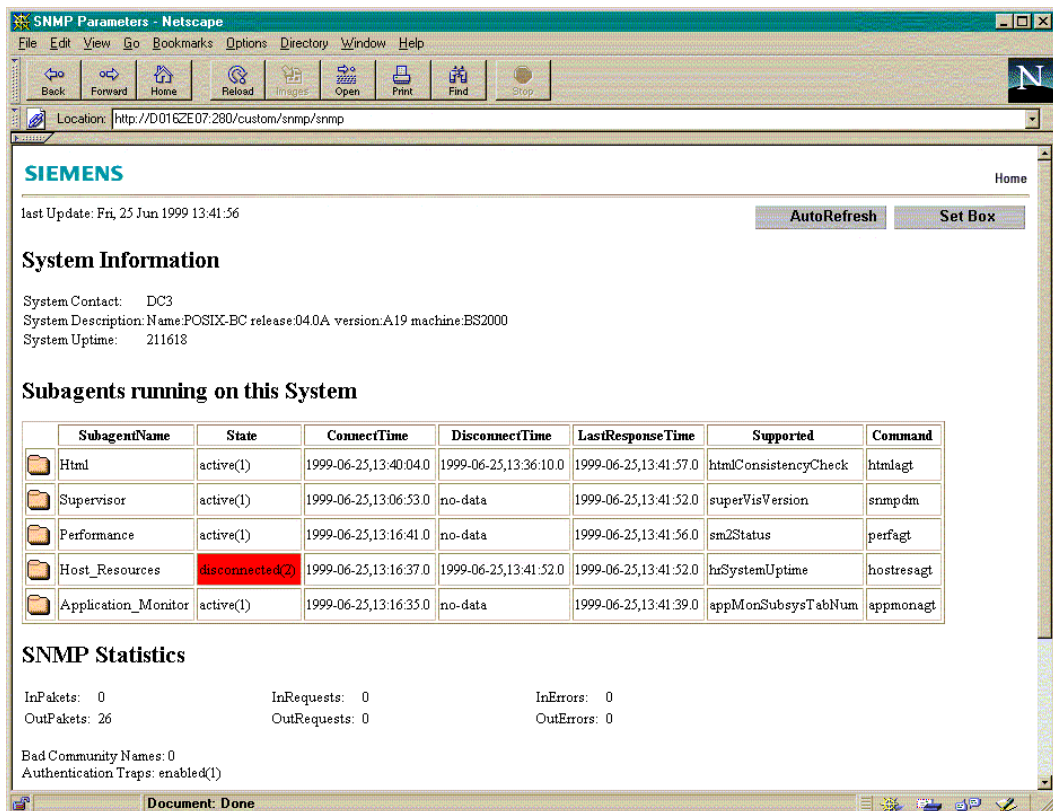 SNMP Parameters - Netscape
File Edit View Go Bookmarks Options Directory Window Help
Back Forward Home Reload Images Open Print Find Stop
N
Location: http://D016ZE07:280/custom/snmp/snmp
SIEMENS
Home
last Update: Fri, 25 Jun 1999 13:41:56
AutoRefresh Set Box
System Information
System Contact: DC3
System Description: Name:POSIX-BC release:04.0A version:A19 machine:BS2000
System Uptime: 211618
Subagents running on this System
SubagentName State ConnectTime DisconnectTime LastResponseTime Supported Command
Html active(1) 1999-06-25,13:40:04.0 1999-06-25,13:36:10.0 1999-06-25,13:41:57.0 htmlConsistencyCheck htmlagt
Supervisor active(1) 1999-06-25,13:06:53.0 no-data 1999-06-25,13:41:52.0 superVisVersion snmpdm
Performance active(1) 1999-06-25,13:16:41.0 no-data 1999-06-25,13:41:56.0 sm2Status perfagt
Host_Resources disconnected(2) 1999-06-25,13:16:37.0 1999-06-25,13:41:52.0 1999-06-25,13:41:52.0 hrSystemUptime hostresagt
Application_Monitor active(1) 1999-06-25,13:16:35.0 no-data 1999-06-25,13:41:39.0 appMonSubsysTabNum appmonagt
SNMP Statistics
InPakets: 0 InRequests: 0 InErrors: 0
OutPakets: 26 OutRequests: 0 OutErrors: 0
Bad Community Names: 0
Authentication Traps: enabled(1)
Document: Done